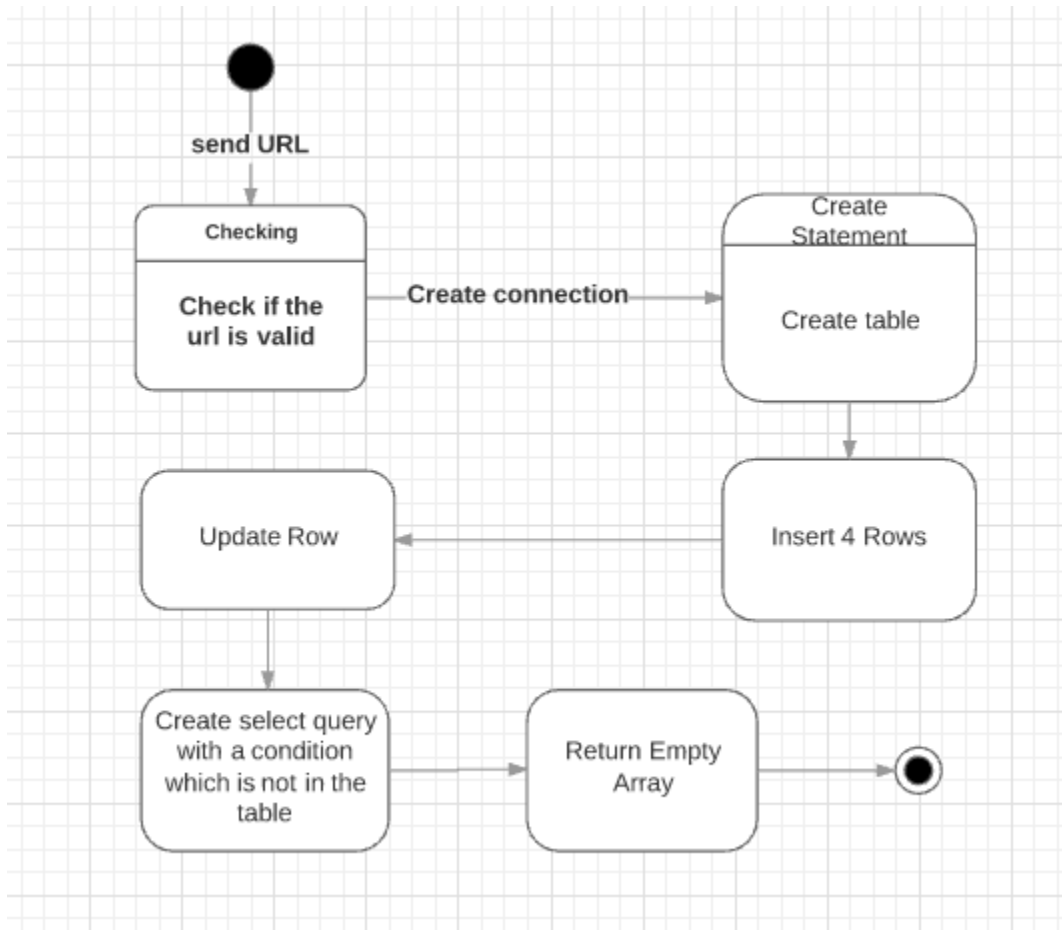 send URL
Checking
Check if the
url is valid
Create connection
Create
Statement
Create table
Insert 4 Rows
Update Row
Create select query
with a condition
which is not in the
table
Return Empty
Array